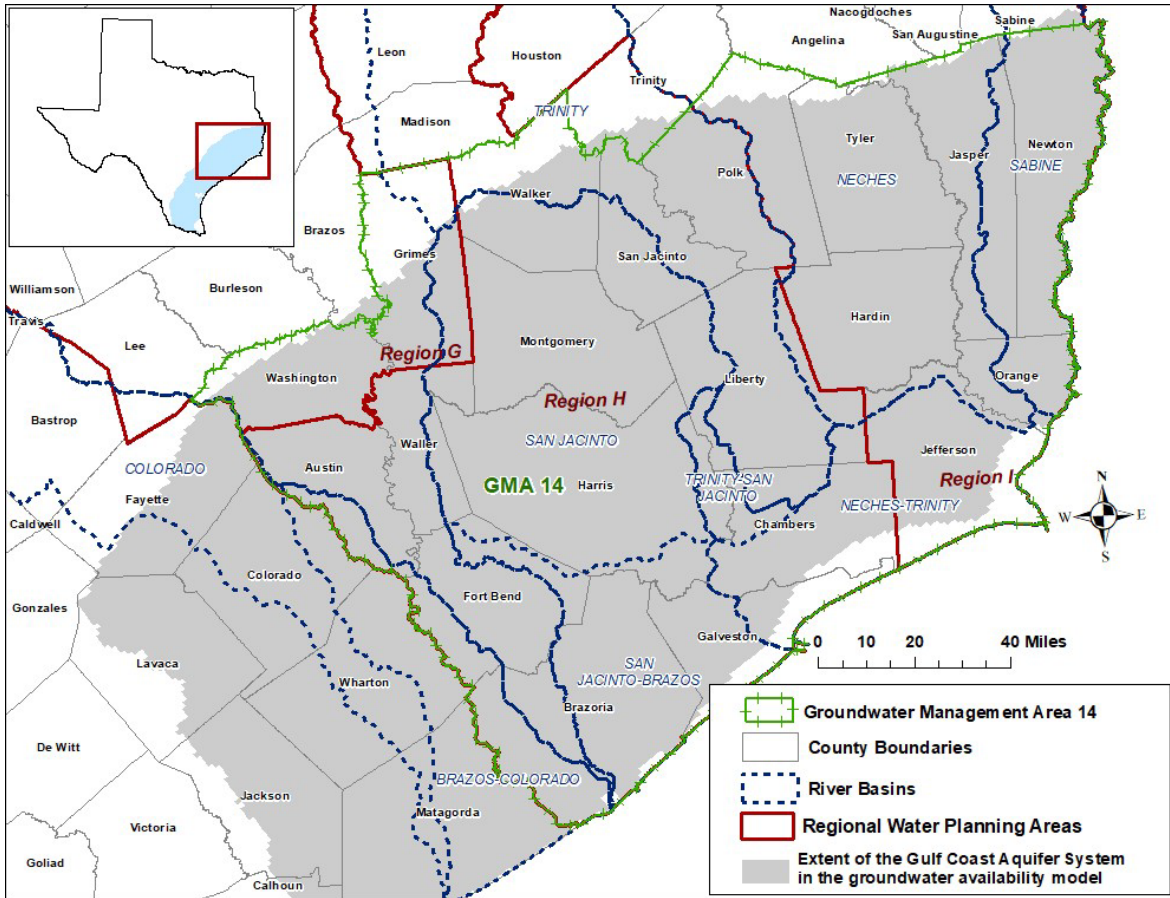 Nacogdoches
Sabine
San Augustine
Angelina
Houston
Leon
Trinity
TRINITY
Madison
Tyler
Jasper
Newton
Polk
NECHES
SABINE
Walker
Brazos
Grimes
San Jacinto
Williamson
Burleson
Travis
Lee
Hardin
Montgomery
Region G
Washington
Liberty
Orange
Region H
Bastrop
Waller
SAN JACINTO
Jefferson
COLORADO
Austin
Region I
TRINITY-SAN
JACINTO
GMA 14
Harris
Fayette
NECHES-TRINITY
N
W
E
S
Caldwell
Chambers
Colorado
Fort Bend
Gonzales
Galveston
0 10 20 40 Miles
Lavaca
SAN
JACINTO-BRAZOS
Wharton
Brazoria
De Witt
BRAZOS-COLORADO
Jackson
Matagorda
Victoria
Goliad
Calhoun
Groundwater Management Area 14
County Boundaries
River Basins
Regional Water Planning Areas
Extent of the Gulf Coast Aquifer System
in the groundwater availability model